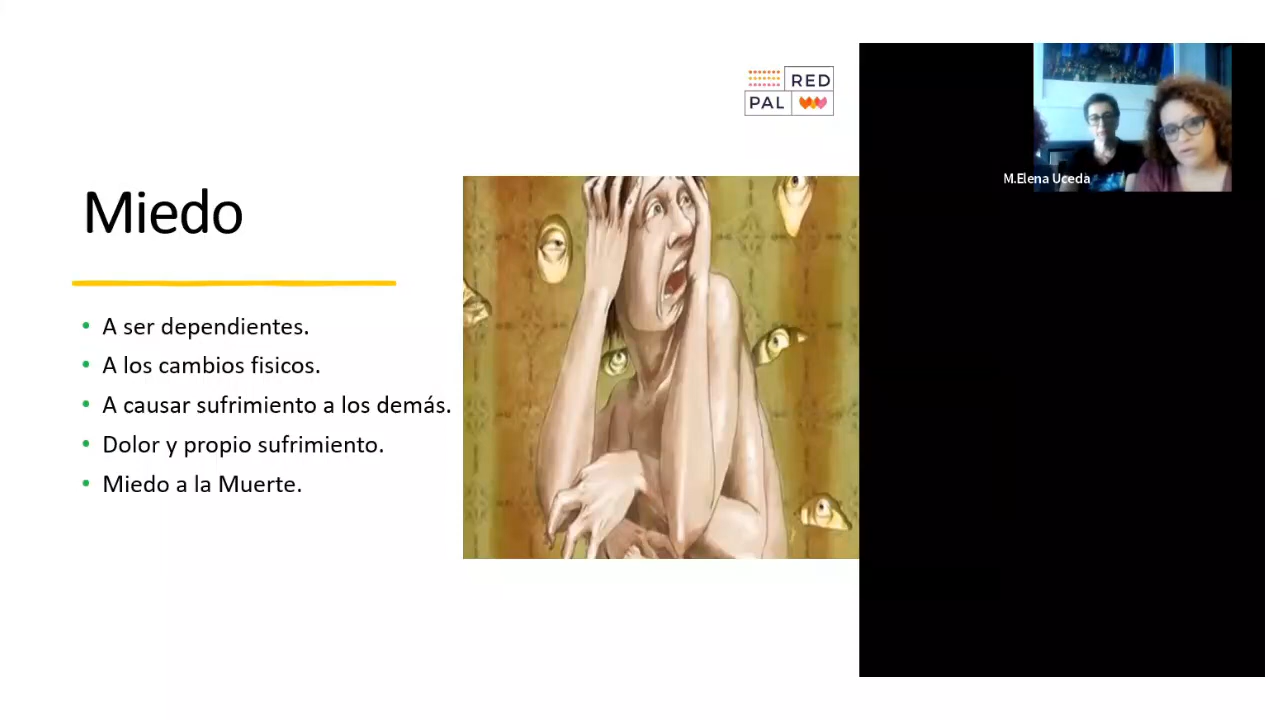 RED
PAL
Miedo
A ser dependientes.
A los cambios fisicos.
A causar sufrimiento a los demás.
Dolor y propio sufrimiento.
Miedo a la Muerte.
M.Elena Uceda